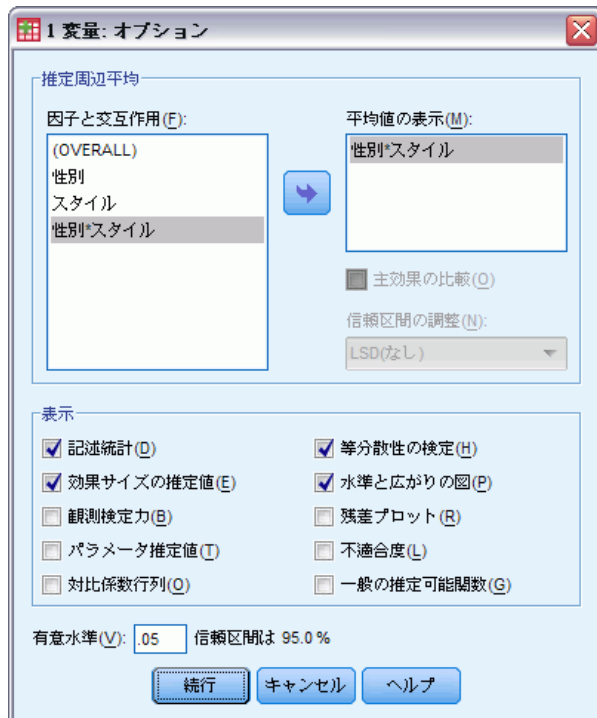 1 変量: オプション
推定周辺平均
因子と交互作用(F):
(OVERALL)
性別
スタイル
性別*スタイル
平均値の表示(M):
性別*スタイル
主効果の比較(O)
信頼区間の調整(N):
LSD(なし)
表示
記述統計(D)
等分散性の検定(H)
効果サイズの推定値(E)
水準と広がりの図(P)
観測検定力(B)
残差プロット(R)
パラメータ推定値(T)
不適合度(L)
対比係数行列(O)
一般の推定可能関数(G)
有意水準(V): .05 信頼区間は 95.0 %
続行 キャンセル ヘルプ